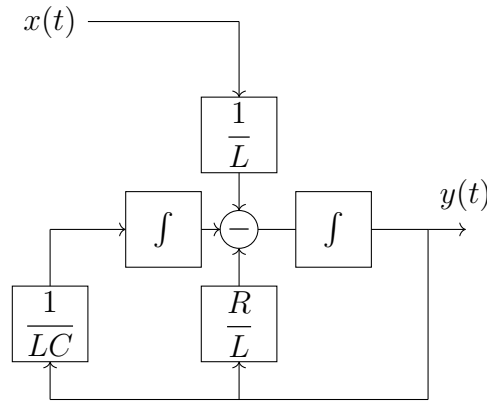 x(t)
1/L
y(t)
∫
−
∫
1/LC
R/L